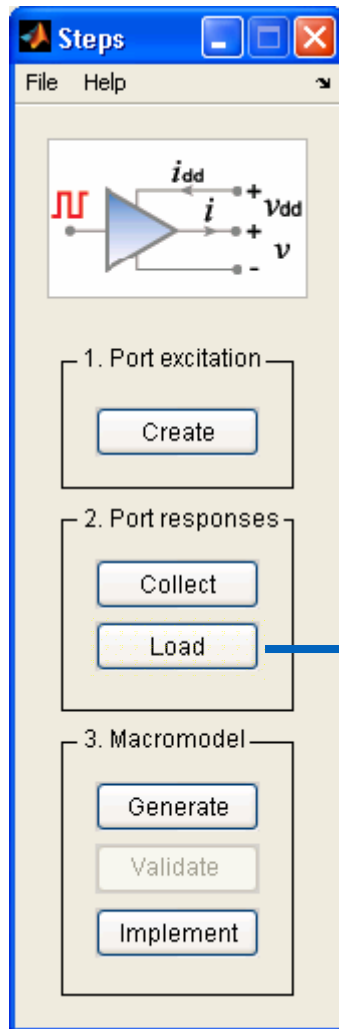 Steps
File Help
idd
+
vdd
i
+
v
-
1. Port excitation
Create
2. Port responses
Collect
Load
3. Macromodel
Generate
Validate
Implement